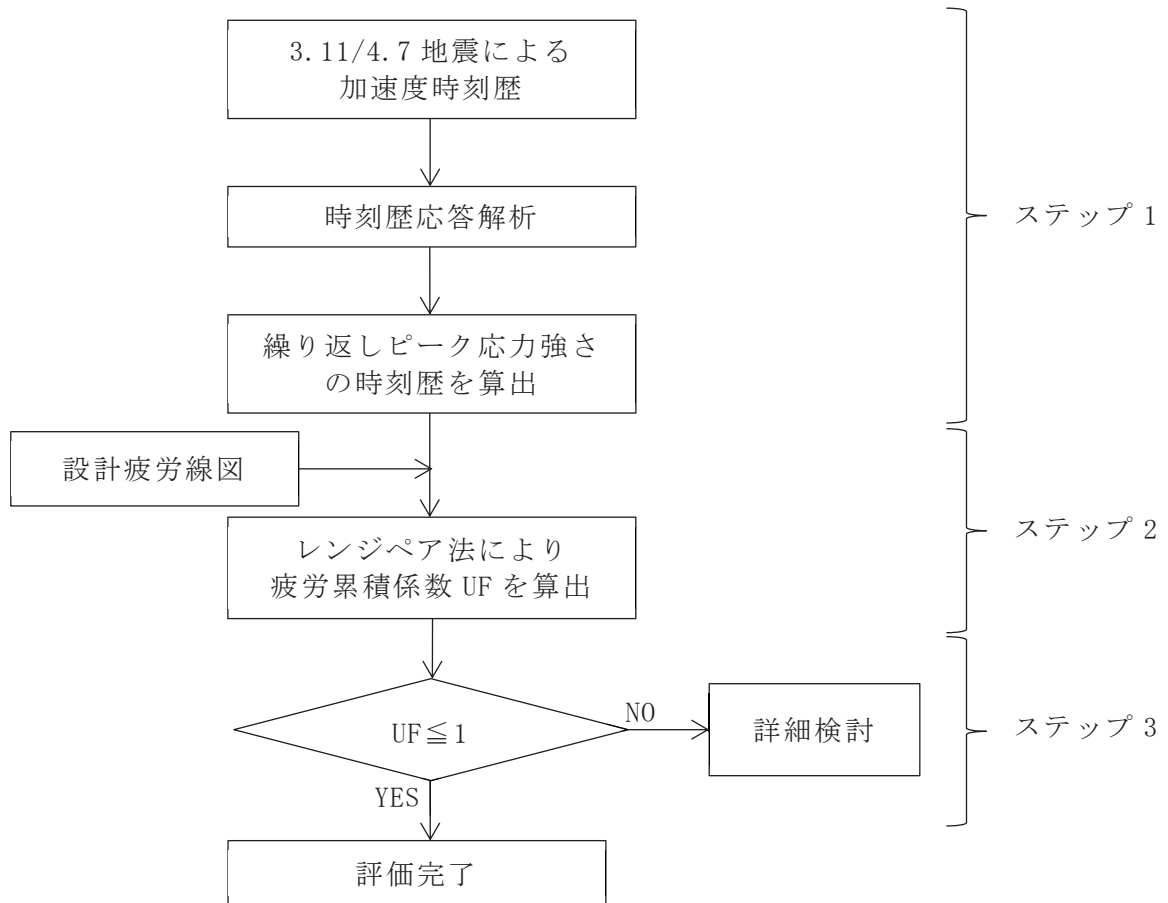 3.11/4.7 地震による
加速度時刻歴
時刻歴応答解析
ステップ 1
繰り返しピーク応力強さ
の時刻歴を算出
設計疲労線図
ステップ 2
レンジペア法により
疲労累積係数 UF を算出
UF≦1
NO
詳細検討
ステップ 3
YES
評価完了